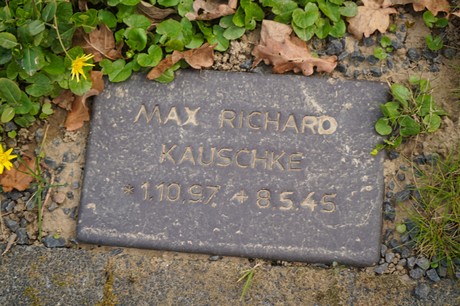 MAX RICHARD
KAUSCHKE
*1.10.97 + 8.5.45